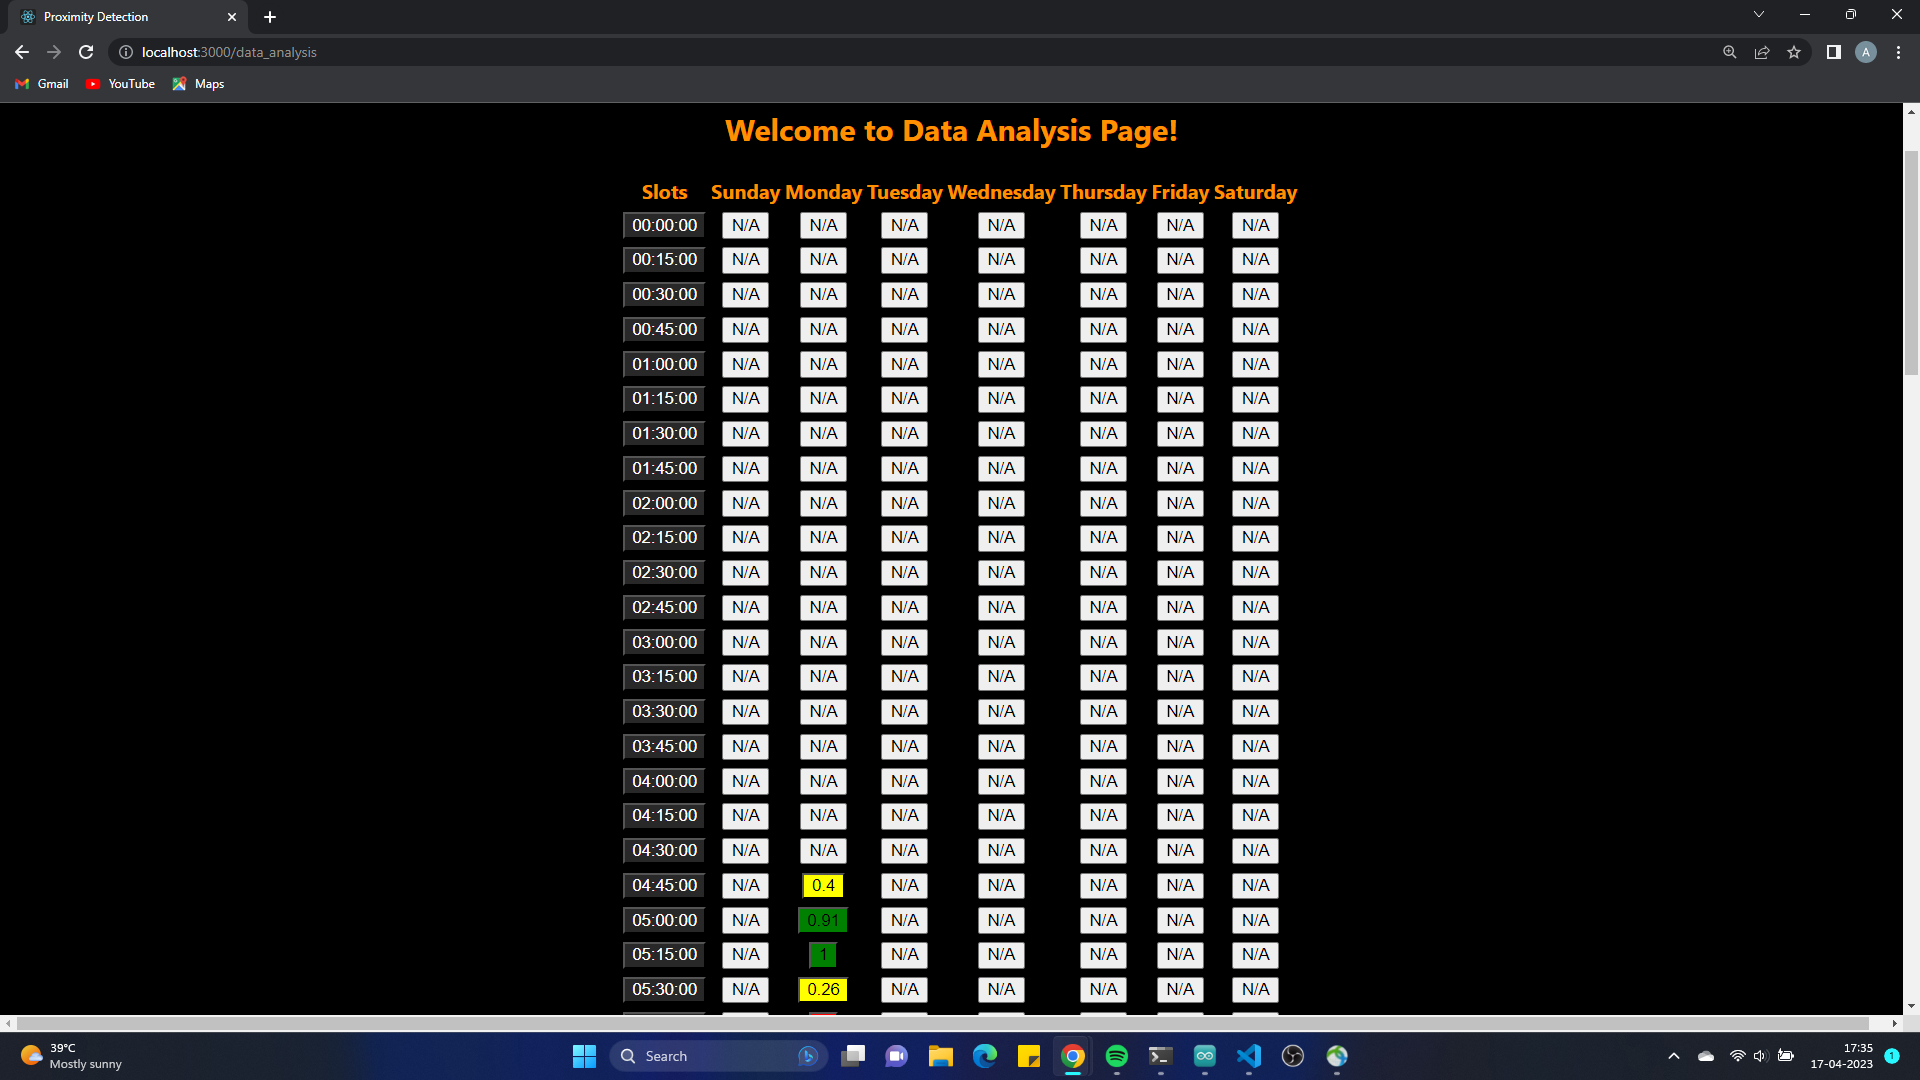 Proximity Detection
localhost:3000/data_analysis
A
Gmail YouTube Maps
Welcome to Data Analysis Page!
Slots Sunday Monday Tuesday Wednesday Thursday Friday Saturday
00:00:00 N/A N/A N/A N/A N/A N/A N/A
00:15:00 N/A N/A N/A N/A N/A N/A N/A
00:30:00 N/A N/A N/A N/A N/A N/A N/A
00:45:00 N/A N/A N/A N/A N/A N/A N/A
01:00:00 N/A N/A N/A N/A N/A N/A N/A
01:15:00 N/A N/A N/A N/A N/A N/A N/A
01:30:00 N/A N/A N/A N/A N/A N/A N/A
01:45:00 N/A N/A N/A N/A N/A N/A N/A
02:00:00 N/A N/A N/A N/A N/A N/A N/A
02:15:00 N/A N/A N/A N/A N/A N/A N/A
02:30:00 N/A N/A N/A N/A N/A N/A N/A
02:45:00 N/A N/A N/A N/A N/A N/A N/A
03:00:00 N/A N/A N/A N/A N/A N/A N/A
03:15:00 N/A N/A N/A N/A N/A N/A N/A
03:30:00 N/A N/A N/A N/A N/A N/A N/A
03:45:00 N/A N/A N/A N/A N/A N/A N/A
04:00:00 N/A N/A N/A N/A N/A N/A N/A
04:15:00 N/A N/A N/A N/A N/A N/A N/A
04:30:00 N/A N/A N/A N/A N/A N/A N/A
04:45:00 N/A 0.4 N/A N/A N/A N/A N/A
05:00:00 N/A 0.91 N/A N/A N/A N/A N/A
05:15:00 N/A 1 N/A N/A N/A N/A N/A
05:30:00 N/A 0.26 N/A N/A N/A N/A N/A
39°C
Mostly sunny
Search
17:35
17-04-2023
1